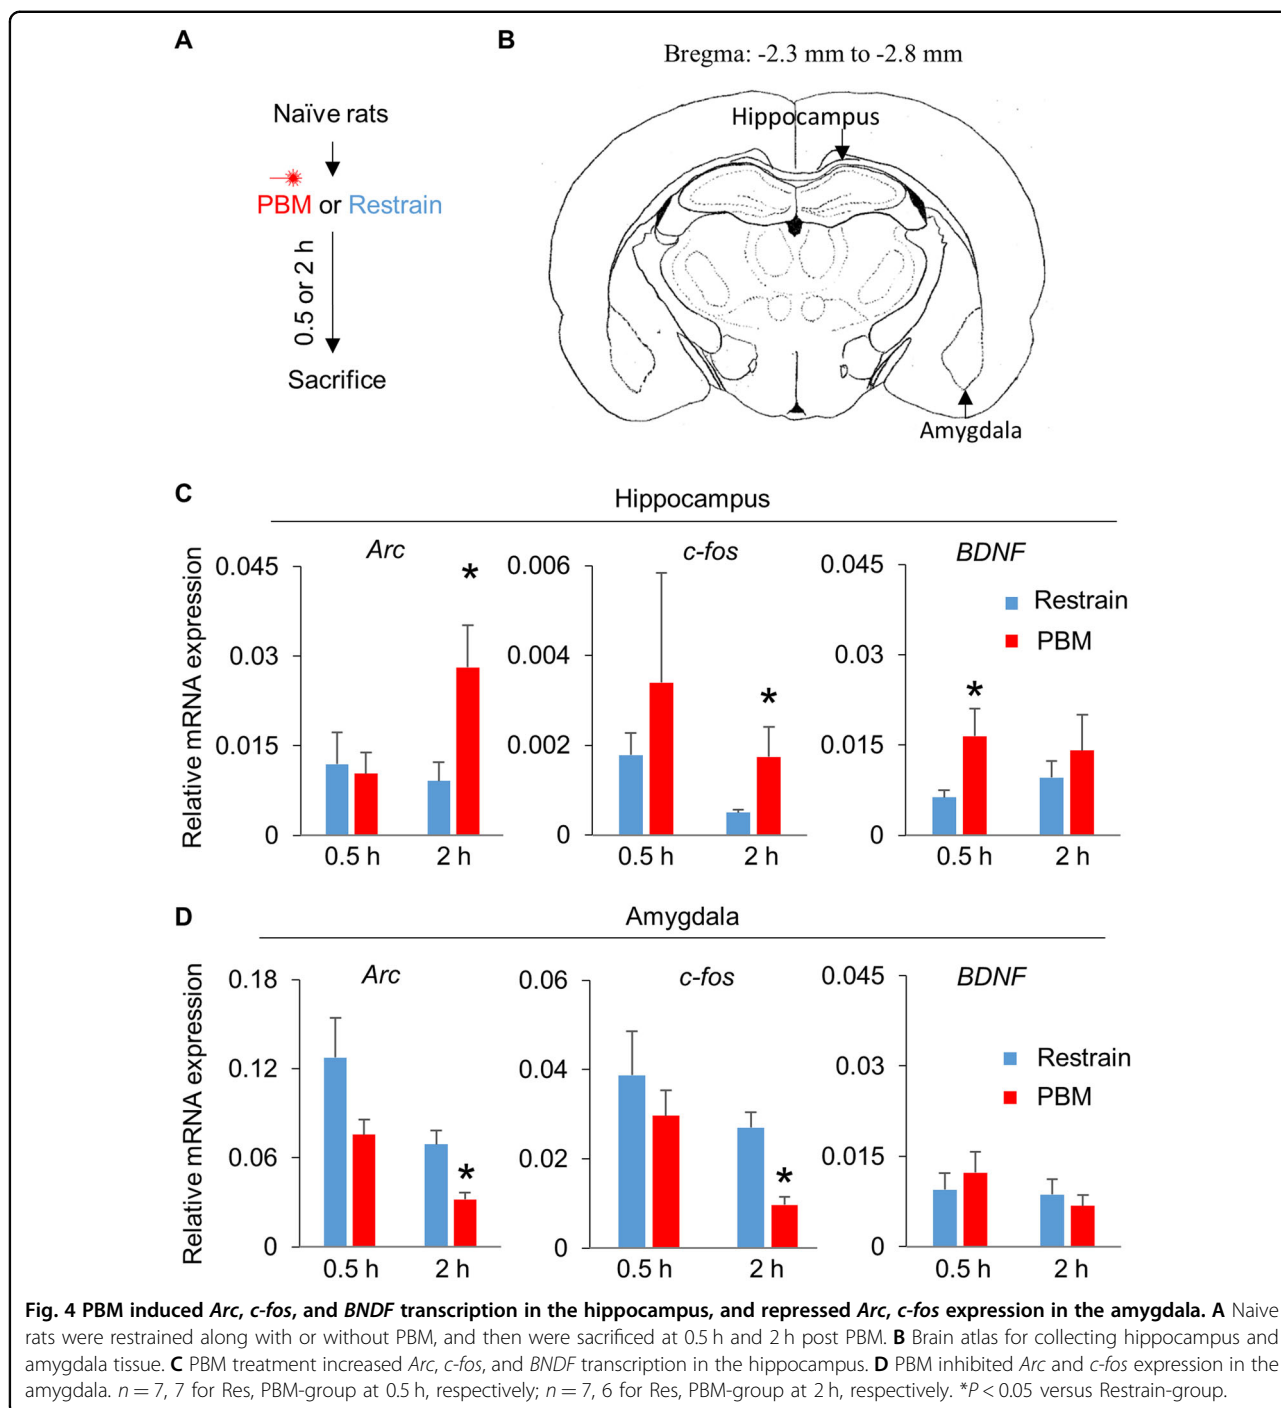 A
Naïve rats
PBM or Restrain
0.5 or 2 h
Sacrifice
B
Bregma: -2.3 mm to -2.8 mm
Hippocampus
Amygdala
C
Hippocampus
Relative mRNA expression
Arc
0.045
0.03
0.015
0
*
0.5 h 2 h
c-fos
0.006
0.004
0.002
0
*
0.5 h 2 h
BDNF
0.045
0.03
0.015
0
*
Restrain
PBM
0.5 h 2 h
D
Amygdala
Relative mRNA expression
Arc
0.18
0.12
0.06
0
*
0.5 h 2 h
c-fos
0.06
0.04
0.02
0
*
0.5 h 2 h
BDNF
0.045
0.03
0.015
0
Restrain
PBM
0.5 h 2 h
Fig. 4 PBM induced Arc, c-fos, and BNDF transcription in the hippocampus, and repressed Arc, c-fos expression in the amygdala. A Naive
rats were restrained along with or without PBM, and then were sacrificed at 0.5 h and 2 h post PBM. B Brain atlas for collecting hippocampus and
amygdala tissue. C PBM treatment increased Arc, c-fos, and BNDF transcription in the hippocampus. D PBM inhibited Arc and c-fos expression in the
amygdala. n = 7, 7 for Res, PBM-group at 0.5 h, respectively; n = 7, 6 for Res, PBM-group at 2 h, respectively. *P < 0.05 versus Restrain-group.